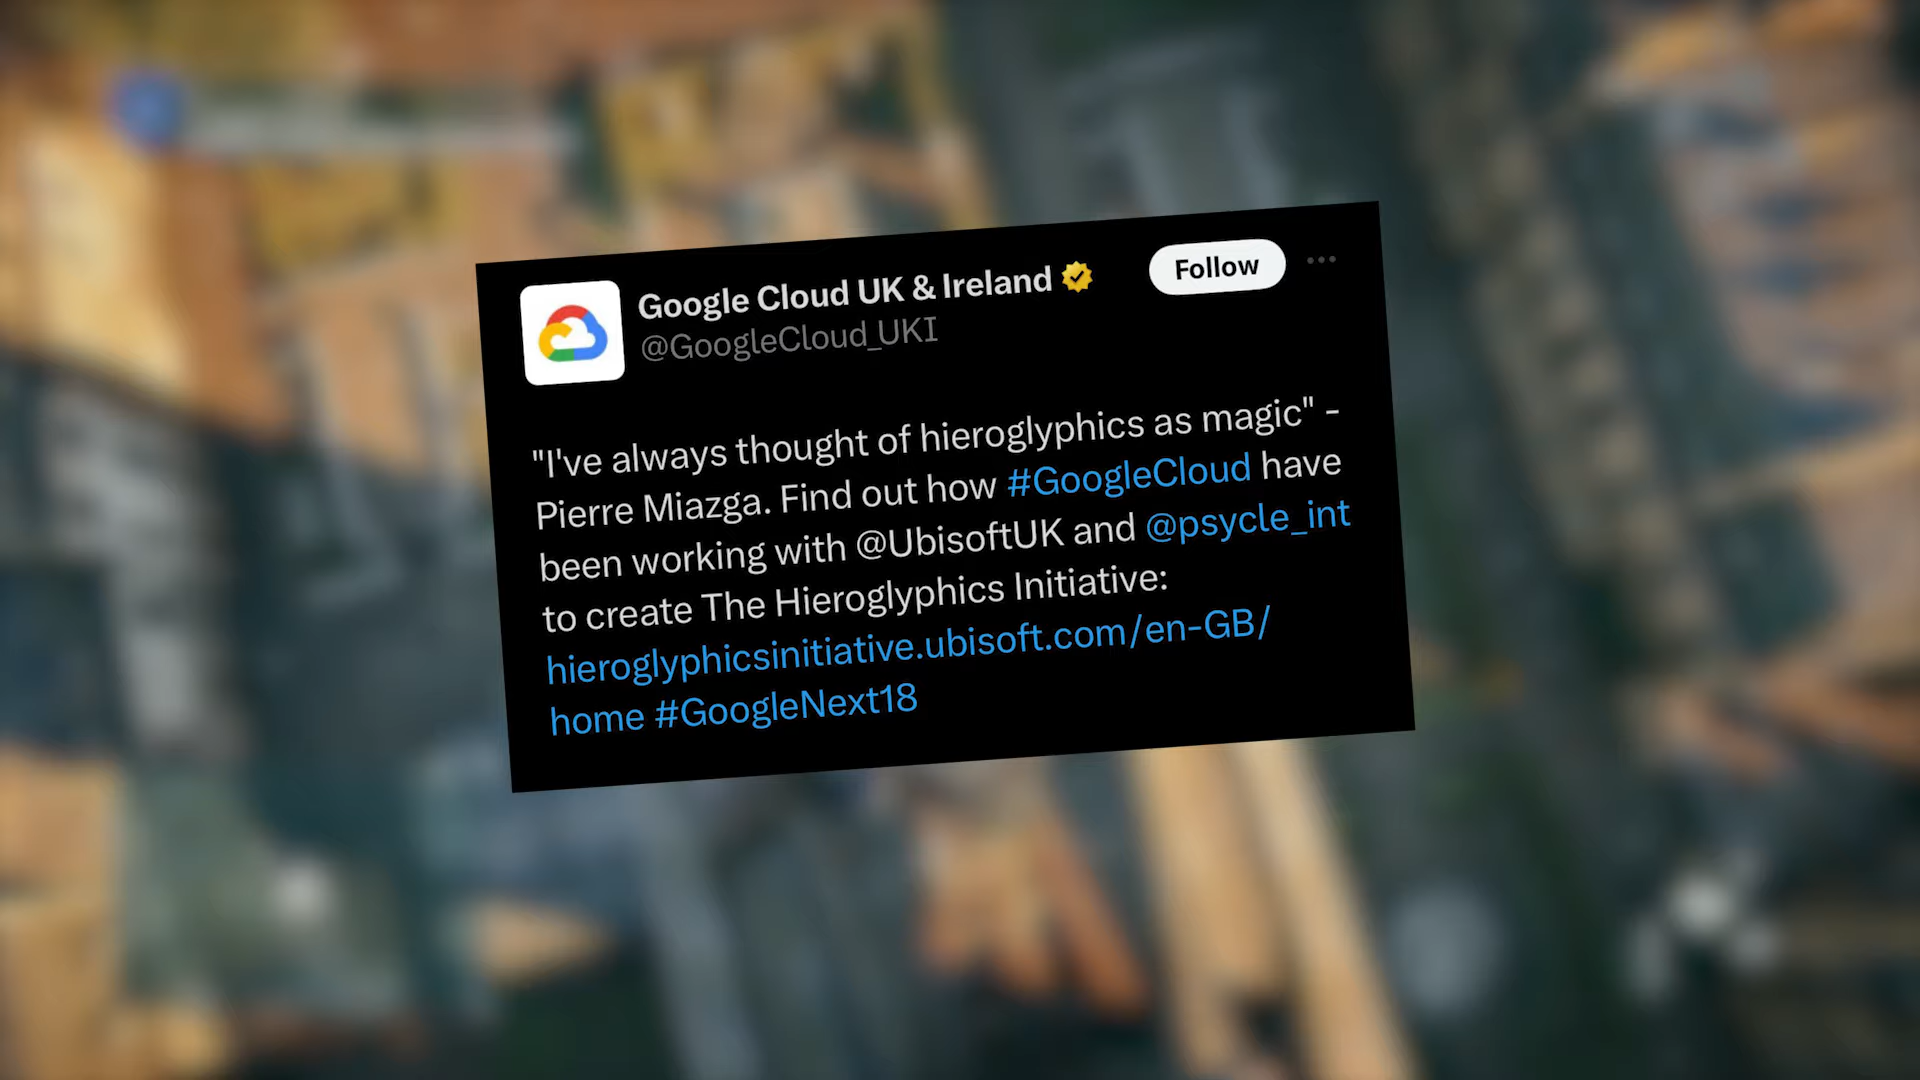 Google Cloud UK & Ireland
Follow
@GoogleCloud_UKI
"I've always thought of hieroglyphics as magic" -
Pierre Miazga. Find out how #GoogleCloud have
been working with @UbisoftUK and @psycle_int
to create The Hieroglyphics Initiative:
hieroglyphicsinitiative.ubisoft.com/en-GB/
home #GoogleNext18